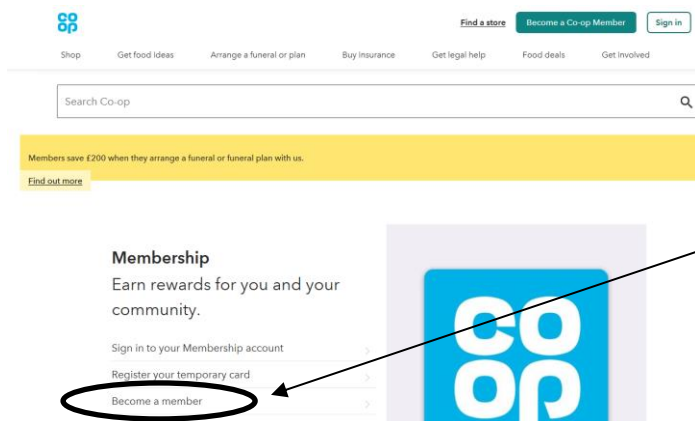 co
op
Find a store Become a Co-op Member Sign in
Shop Get food ideas Arrange a funeral or plan Buy insurance Get legal help Food deals Get involved
Search Co-op
Members save £200 when they arrange a funeral or funeral plan with us.
Find out more
Membership
Earn rewards for you and your
community.
Sign in to your Membership account
Register your temporary card
Become a member
co
op